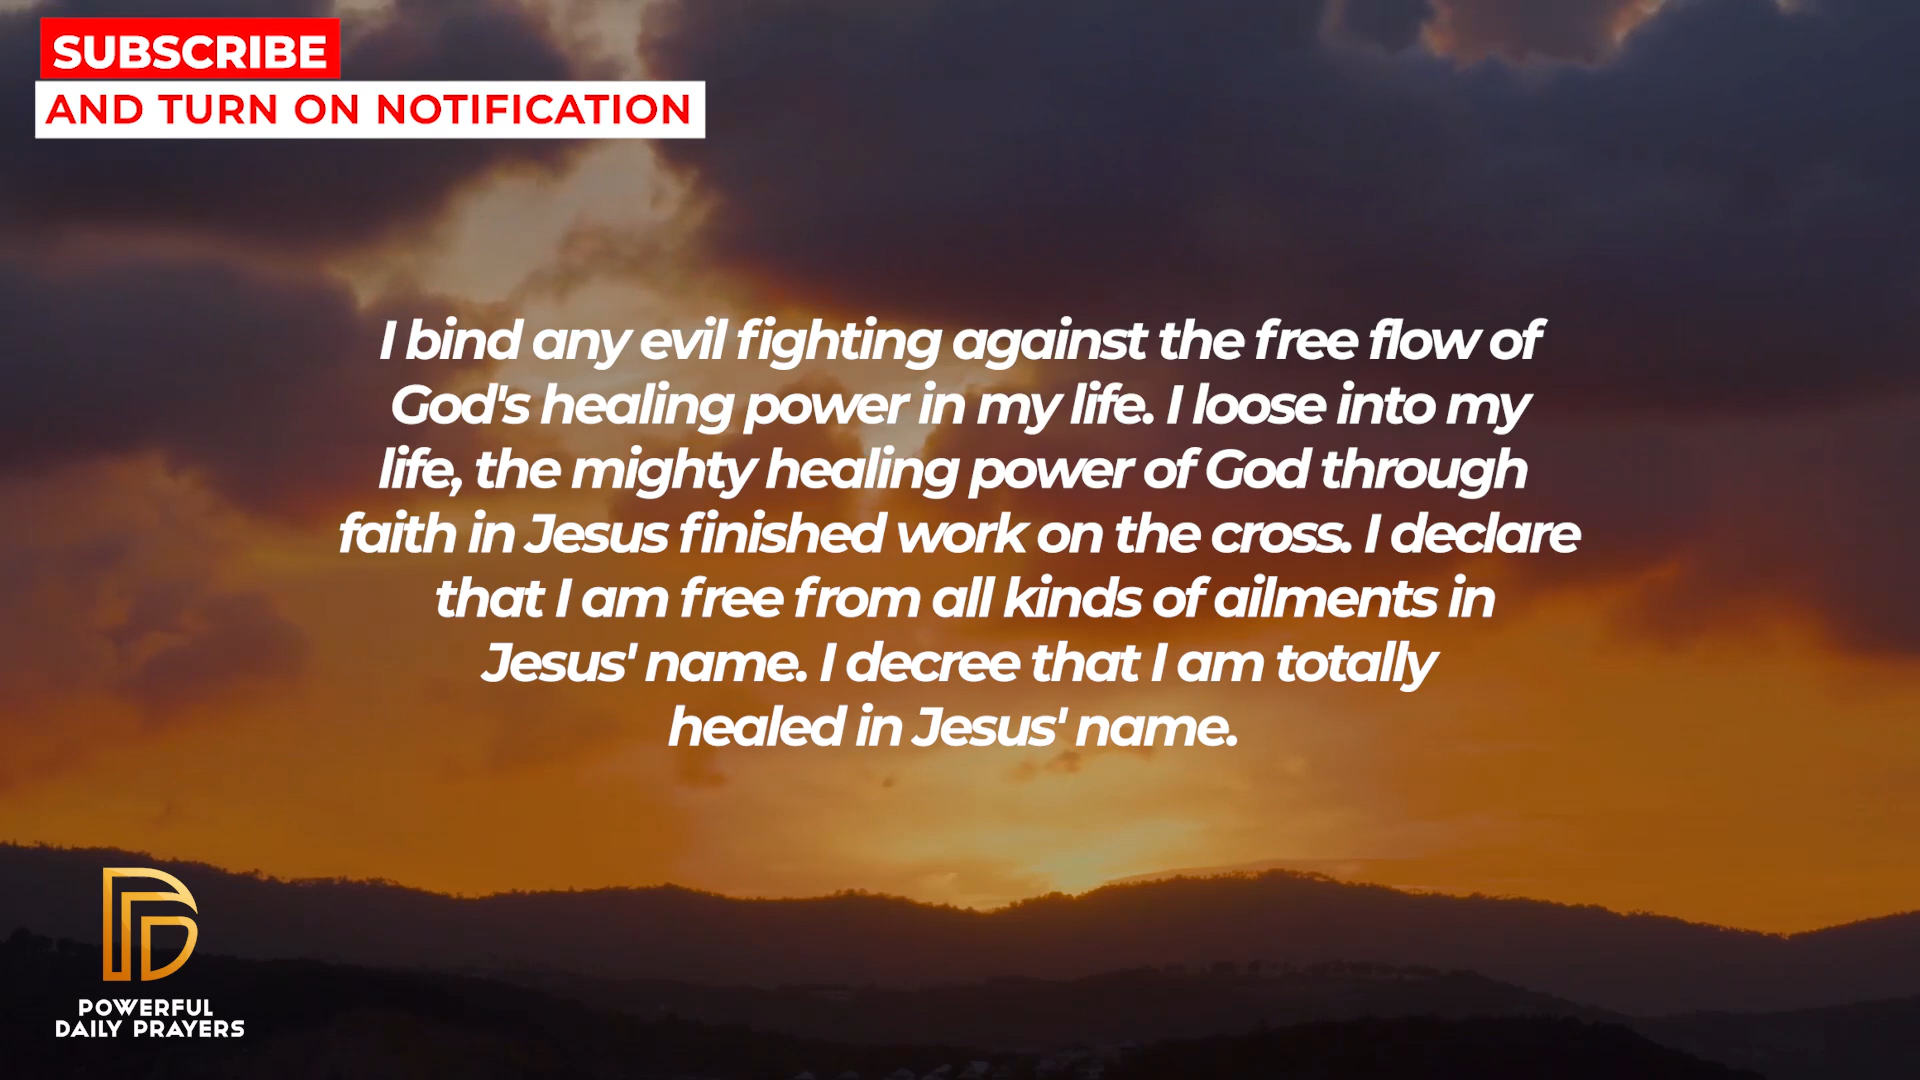 SUBSCRIBE
AND TURN ON NOTIFICATION
I bind any evil fighting against the free flow of
God's healing power in my life. I loose into my
life, the mighty healing power of God through
faith in Jesus finished work on the cross. I declare
that I am free from all kinds of ailments in
Jesus' name. I decree that I am totally
healed in Jesus' name.
POWERFUL
DAILY PRAYERS